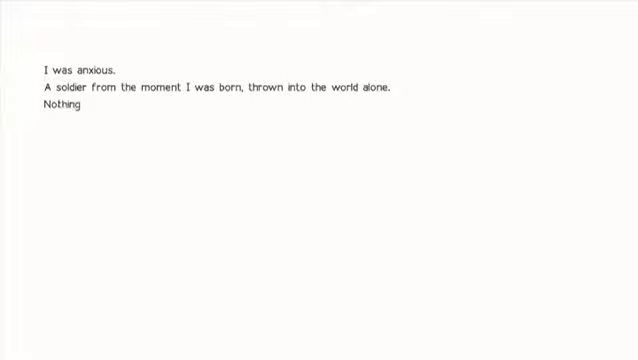 I was anxious.
A soldier from the moment I was born, thrown into the world alone.
Nothing